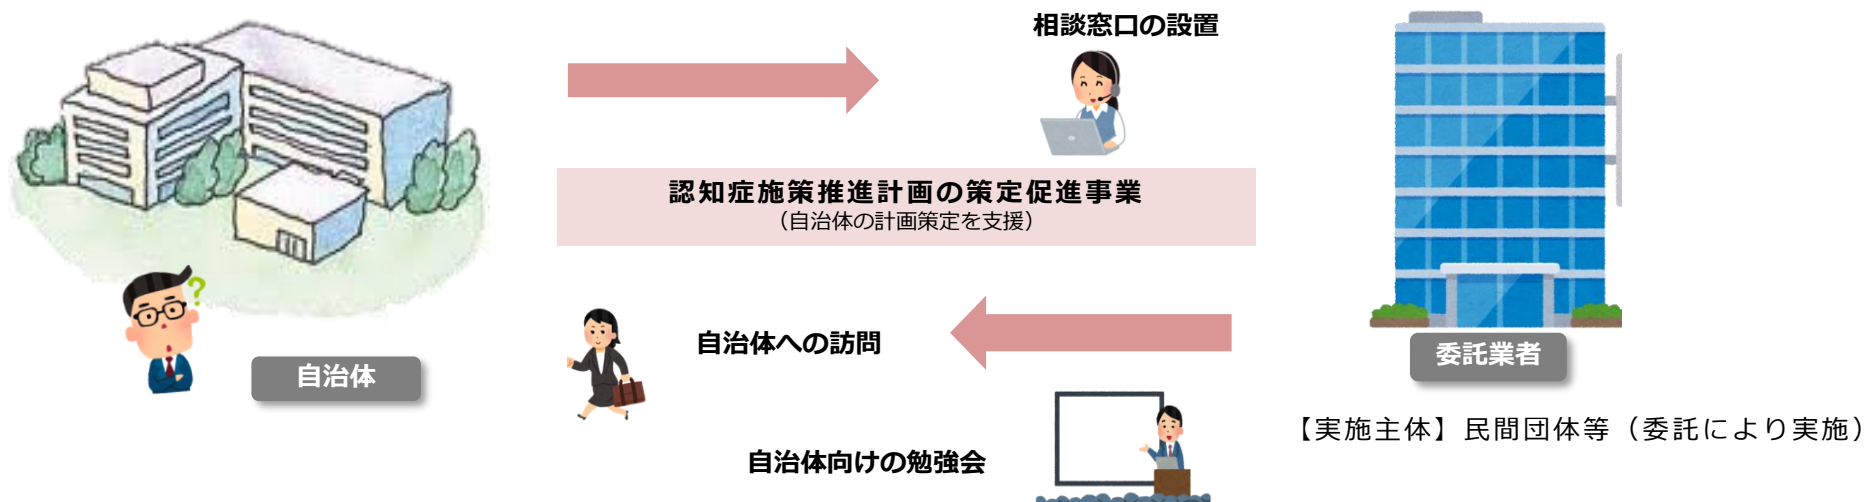 相談窓口の設置
認知症施策推進計画の策定促進事業
（自治体の計画策定を支援）
?
自治体への訪問
自治体
委託業者
【実施主体】民間団体等（委託により実施）
自治体向けの勉強会